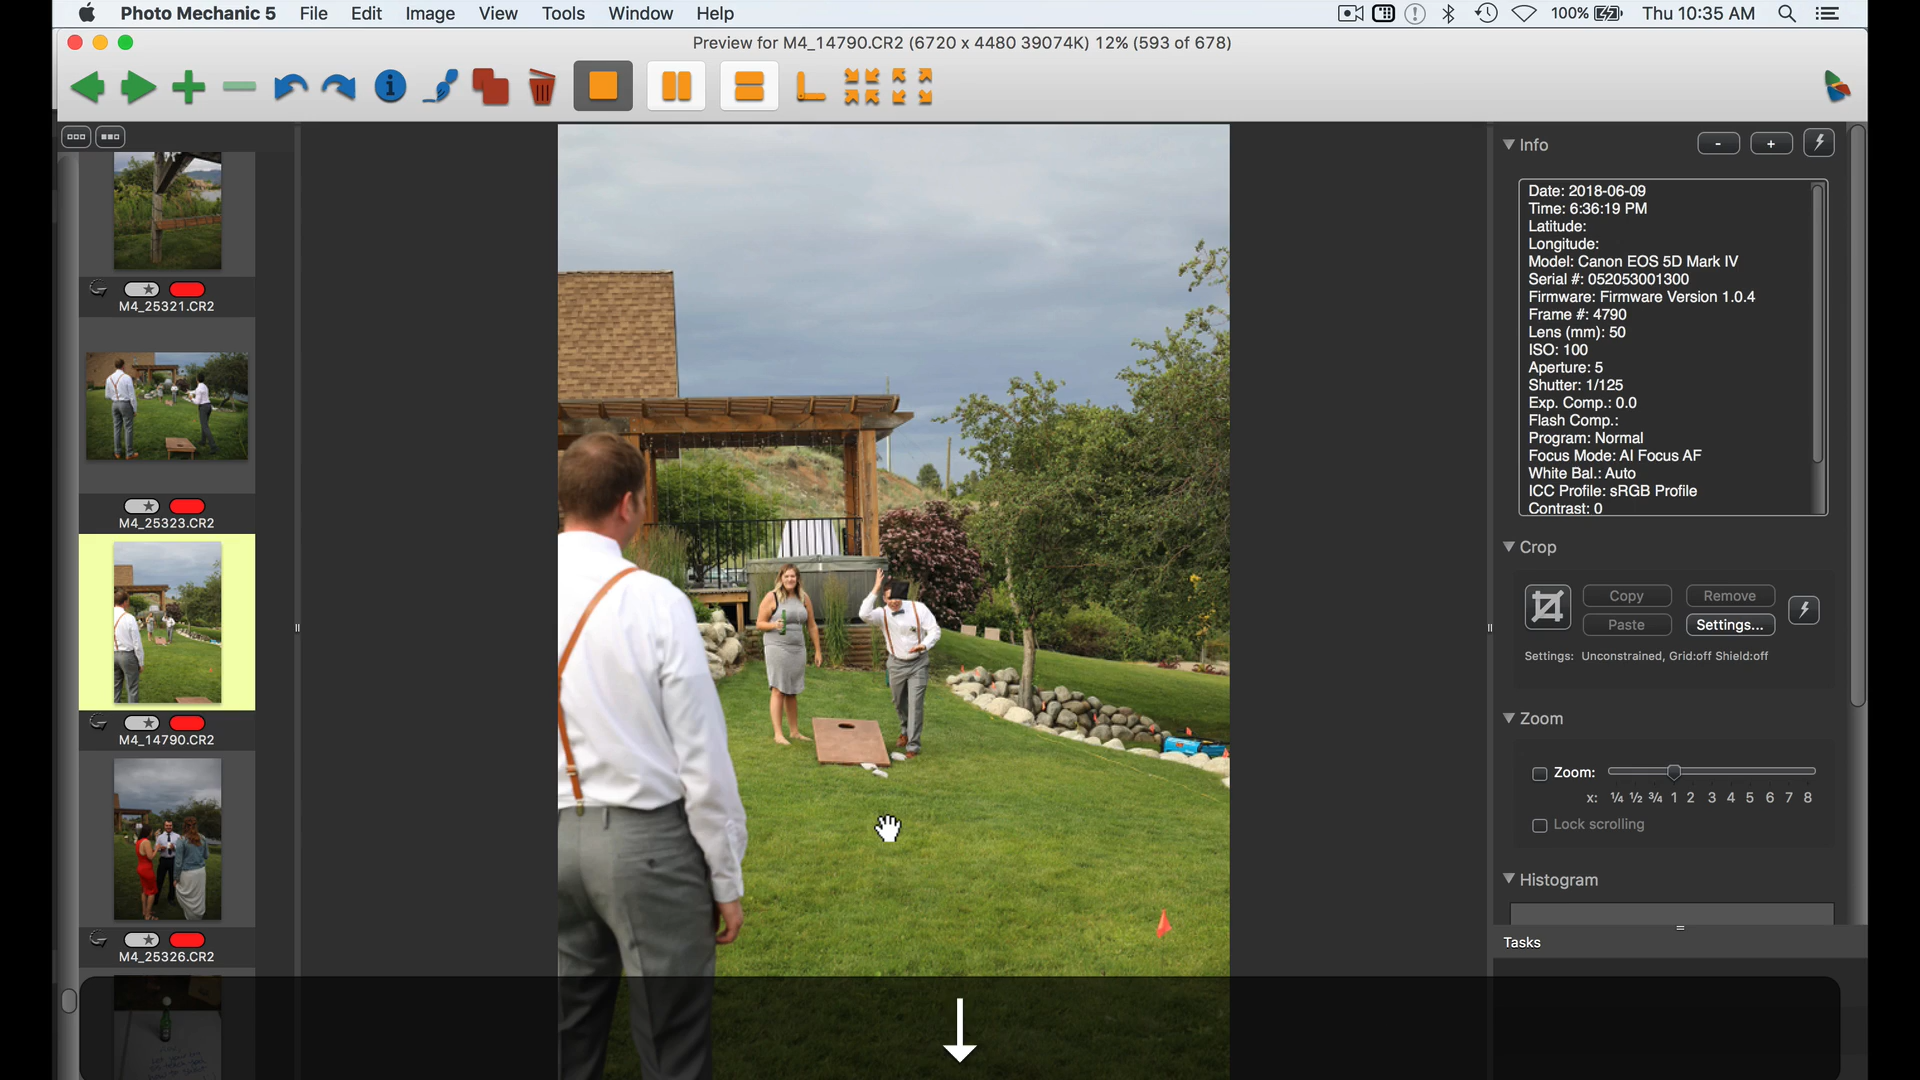 Photo Mechanic 5 File Edit Image View Tools Window Help
100% Thu 10:35 AM
Preview for M4_14790.CR2 (6720 x 4480 39074K) 12% (593 of 678)
M4_25321.CR2
M4_25323.CR2
M4_14790.CR2
M4_25326.CR2
Info
- +
Date: 2018-06-09
Time: 6:36:19 PM
Latitude:
Longitude:
Model: Canon EOS 5D Mark IV
Serial #: 052053001300
Firmware: Firmware Version 1.0.4
Frame #: 4790
Lens (mm): 50
ISO: 100
Aperture: 5
Shutter: 1/125
Exp. Comp.: 0.0
Flash Comp.:
Program: Normal
Focus Mode: AI Focus AF
White Bal.: Auto
ICC Profile: sRGB Profile
Contrast: 0
Crop
Copy Remove
Paste Settings...
Settings: Unconstrained, Grid:off Shield:off
Zoom
Zoom:
x: ¼ ½ ¾ 1 2 3 4 5 6 7 8
Lock scrolling
Histogram
Tasks